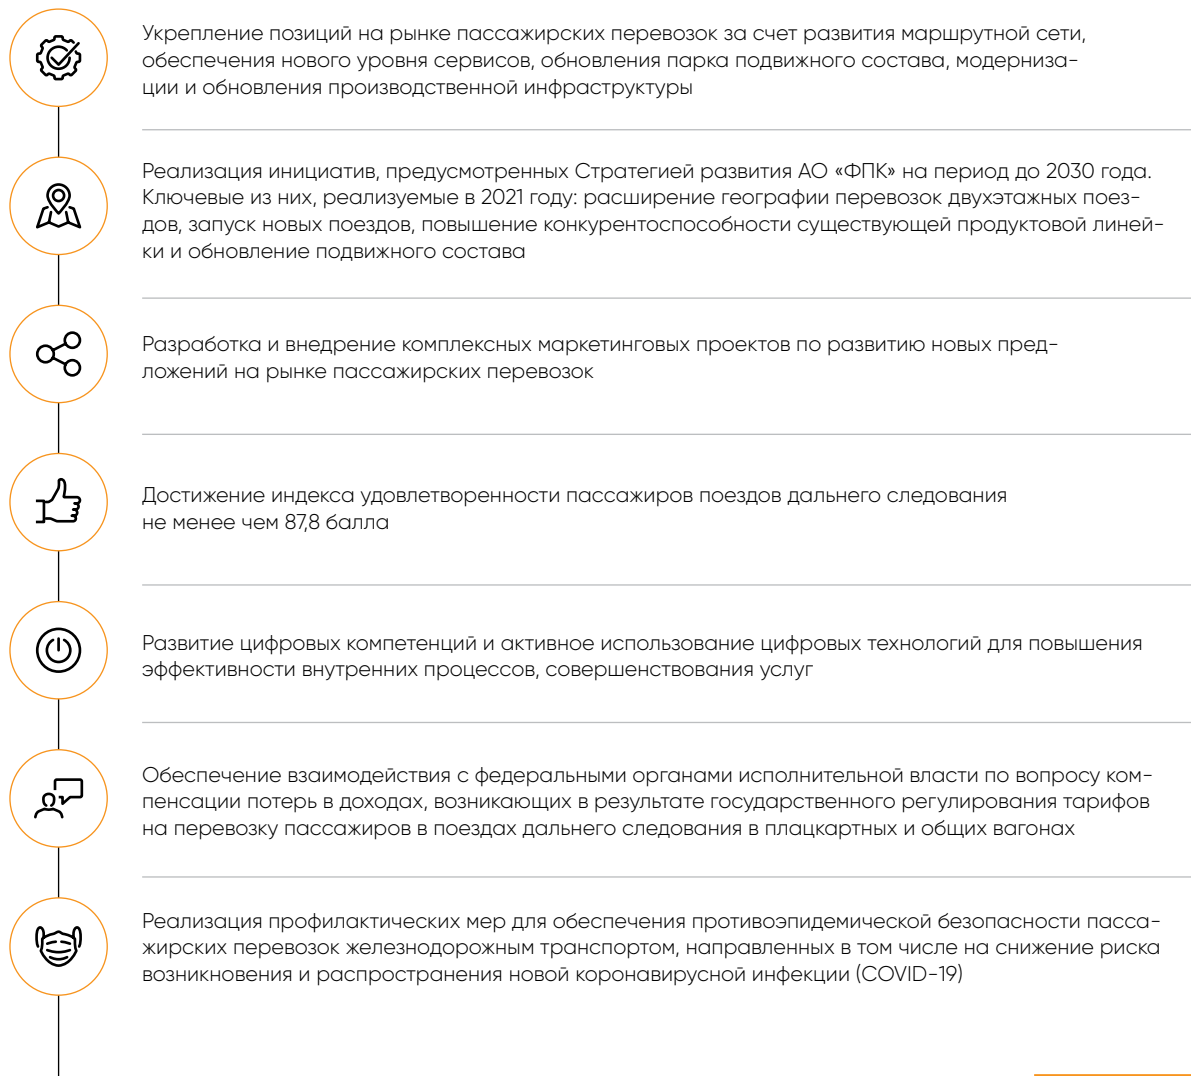 Укрепление позиций на рынке пассажирских перевозок за счет развития маршрутной сети,
обеспечения нового уровня сервисов, обновления парка подвижного состава, модерниза-
ции и обновления производственной инфраструктуры
Реализация инициатив, предусмотренных Стратегией развития АО «ФПК» на период до 2030 года.
Ключевые из них, реализуемые в 2021 году: расширение географии перевозок двухэтажных поез-
дов, запуск новых поездов, повышение конкурентоспособности существующей продуктовой линей-
ки и обновление подвижного состава
Разработка и внедрение комплексных маркетинговых проектов по развитию новых пред-
ложений на рынке пассажирских перевозок
Достижение индекса удовлетворенности пассажиров поездов дальнего следования
не менее чем 87,8 балла
Развитие цифровых компетенций и активное использование цифровых технологий для повышения
эффективности внутренних процессов, совершенствования услуг
Обеспечение взаимодействия с федеральными органами исполнительной власти по вопросу ком-
пенсации потерь в доходах, возникающих в результате государственного регулирования тарифов
на перевозку пассажиров в поездах дальнего следования в плацкартных и общих вагонах
Реализация профилактических мер для обеспечения противоэпидемической безопасности пасса-
жирских перевозок железнодорожным транспортом, направленных в том числе на снижение риска
возникновения и распространения новой коронавирусной инфекции (COVID-19)